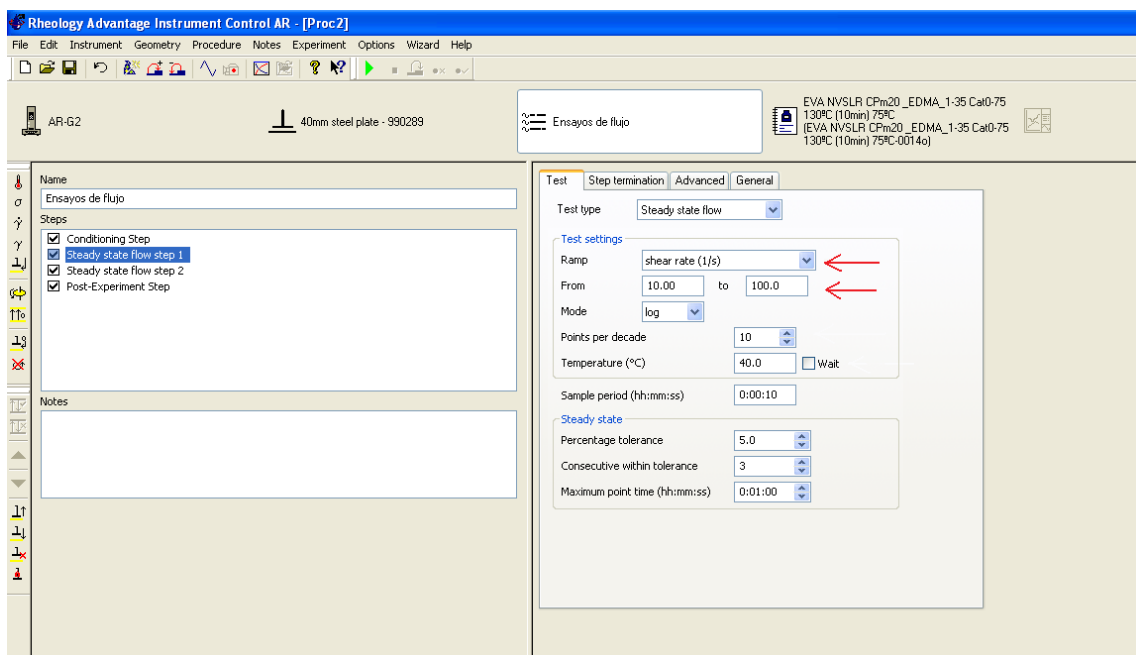 Rheology Advantage Instrument Control AR - [Proc2]
File Edit Instrument Geometry Procedure Notes Experiment Options Wizard Help
AR-G2
40mm steel plate - 990289
Ensayos de flujo
EVA NVSLR CPm20 _EDMA_1-35 Cat0-75
130ºC (10min) 75ºC
(EVA NVSLR CPm20 _EDMA_1-35 Cat0-75
130ºC (10min) 75ºC-0014o)
Name
Ensayos de flujo
Steps
Conditioning Step
Steady state flow step 1
Steady state flow step 2
Post-Experiment Step
Notes
Test Step termination Advanced General
Test type Steady state flow
Test settings
Ramp shear rate (1/s)
From 10.00 to 100.0
Mode log
Points per decade 10
Temperature (°C) 40.0 Wait
Sample period (hh:mm:ss) 0:00:10
Steady state
Percentage tolerance 5.0
Consecutive within tolerance 3
Maximum point time (hh:mm:ss) 0:01:00